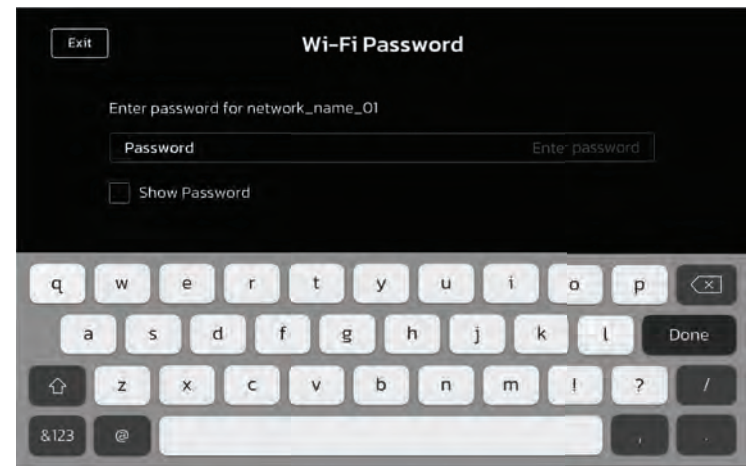 Exit
Wi-Fi Password
Enter password for network_name_01
Password Enter password
Show Password
q w e r t y u i o p
a s d f g h j k l Done
z x c v b n m ! ? /
&123 @ , .